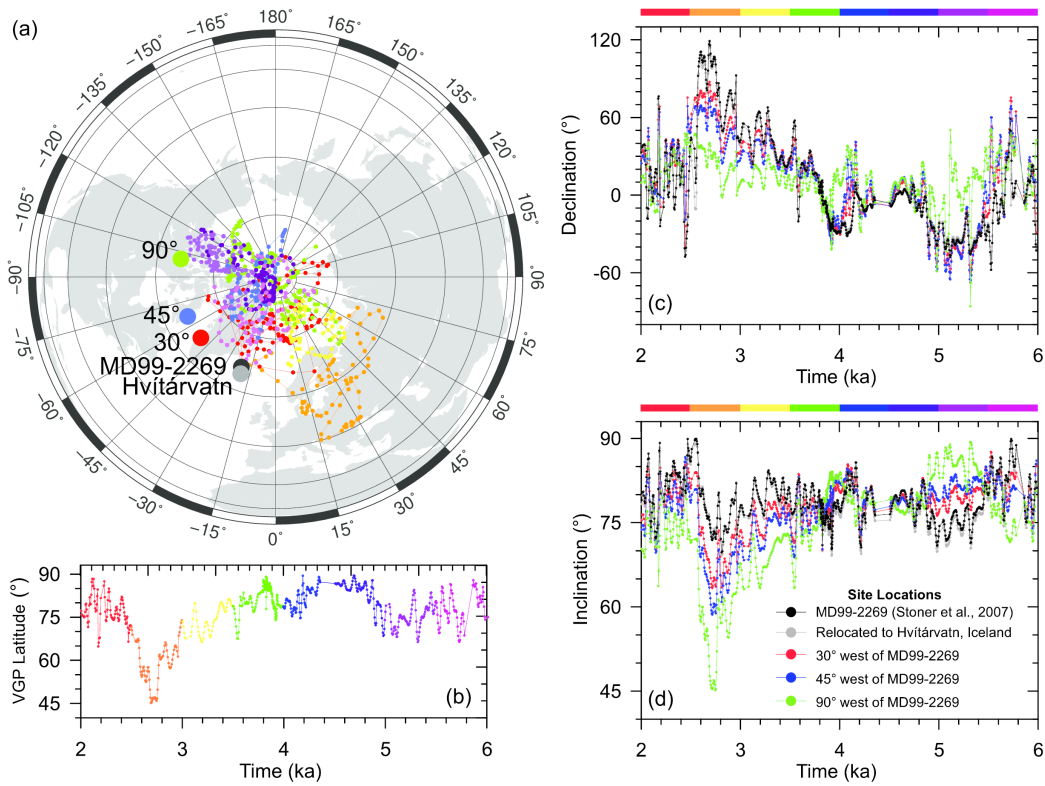 (a)
180˚
165˚
150˚
135˚
120˚
105˚
90˚
75˚
60˚
45˚
30˚
15˚
0˚
−15˚
−30˚
−45˚
−60˚
−75˚
−90˚
−105˚
−120˚
−135˚
−150˚
−165˚
90°
45°
30°
MD99-2269
Hvítárvatn
VGP Latitude (°)
90
75
60
45
(b)
2 3 4 5 6
Time (ka)
Declination (°)
120
60
0
-60
(c)
2 3 4 5 6
Time (ka)
Inclination (°)
90
75
60
45
Site Locations
MD99-2269 (Stoner et al., 2007)
Relocated to Hvítárvatn, Iceland
30° west of MD99-2269
45° west of MD99-2269
90° west of MD99-2269
(d)
2 3 4 5 6
Time (ka)